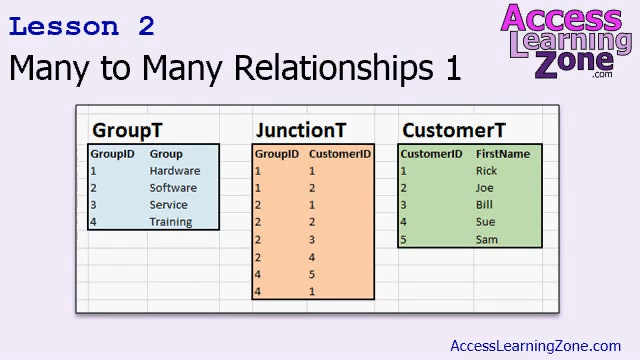 Lesson 2
Access
Learning
Zone
.com
Many to Many Relationships 1
GroupT JunctionT CustomerT
GroupID Group GroupID CustomerID CustomerID FirstName
1 Hardware 1 1 1 Rick
2 Software 1 2 2 Joe
3 Service 2 1 3 Bill
4 Training 2 2 4 Sue
2 3 5 Sam
2 4
4 5
4 1
AccessLearningZone.com